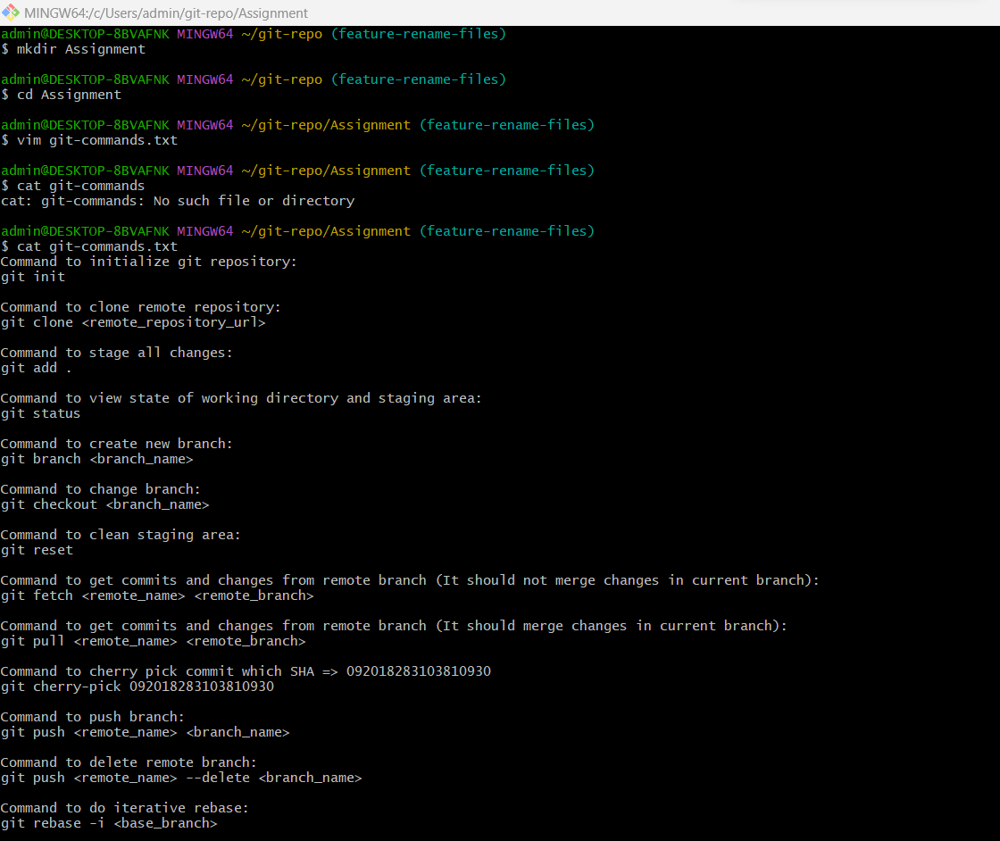 MINGW64:/c/Users/admin/git-repo/Assignment
admin@DESKTOP-8BVAFNK MINGW64 ~/git-repo (feature-rename-files)
$ mkdir Assignment
admin@DESKTOP-8BVAFNK MINGW64 ~/git-repo (feature-rename-files)
$ cd Assignment
admin@DESKTOP-8BVAFNK MINGW64 ~/git-repo/Assignment (feature-rename-files)
$ vim git-commands.txt
admin@DESKTOP-8BVAFNK MINGW64 ~/git-repo/Assignment (feature-rename-files)
$ cat git-commands
cat: git-commands: No such file or directory
admin@DESKTOP-8BVAFNK MINGW64 ~/git-repo/Assignment (feature-rename-files)
$ cat git-commands.txt
Command to initialize git repository:
git init
Command to clone remote repository:
git clone <remote_repository_url>
Command to stage all changes:
git add .
Command to view state of working directory and staging area:
git status
Command to create new branch:
git branch <branch_name>
Command to change branch:
git checkout <branch_name>
Command to clean staging area:
git reset
Command to get commits and changes from remote branch (It should not merge changes in current branch):
git fetch <remote_name> <remote_branch>
Command to get commits and changes from remote branch (It should merge changes in current branch):
git pull <remote_name> <remote_branch>
Command to cherry pick commit which SHA => 092018283103810930
git cherry-pick 092018283103810930
Command to push branch:
git push <remote_name> <branch_name>
Command to delete remote branch:
git push <remote_name> --delete <branch_name>
Command to do iterative rebase:
git rebase -i <base_branch>